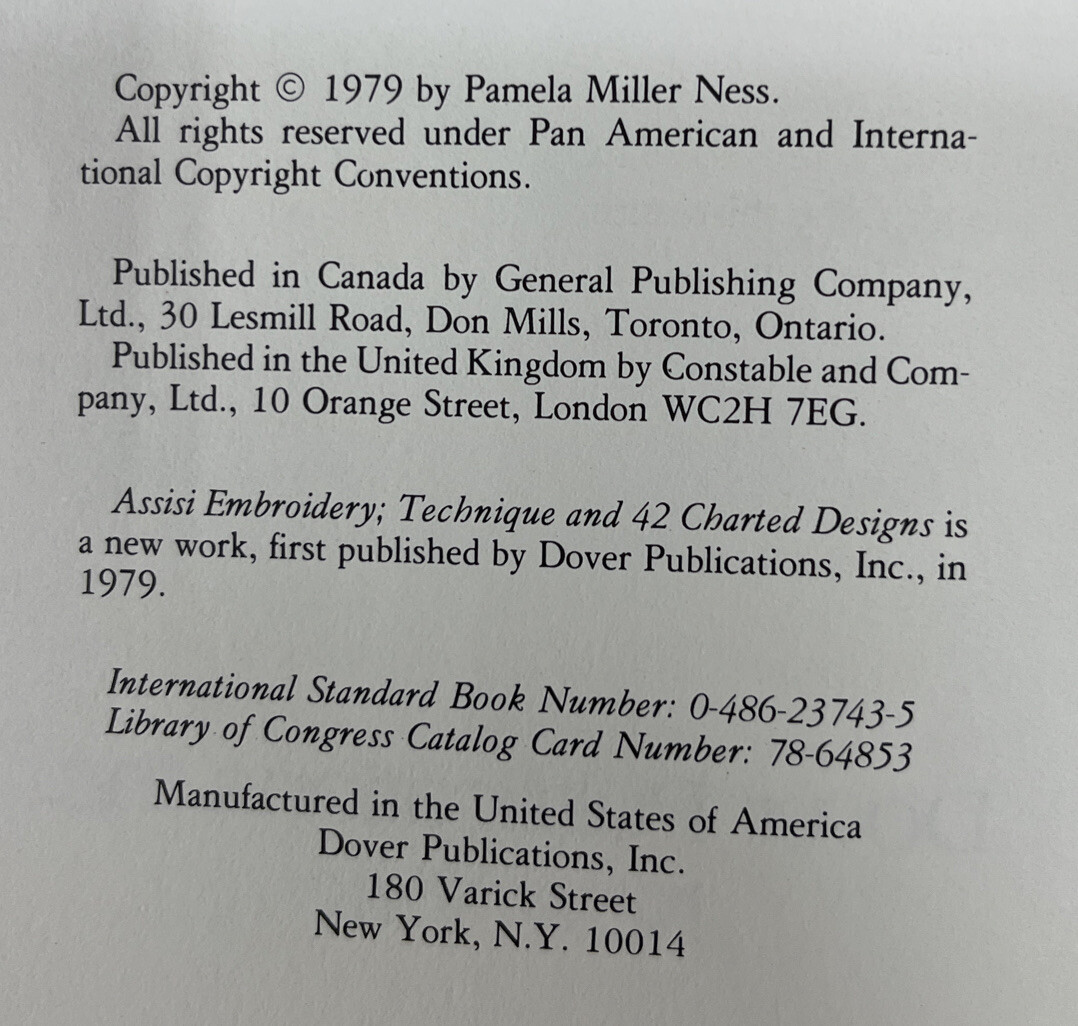 Copyright © 1979 by Pamela Miller Ness.
All rights reserved under Pan American and Interna-
tional Copyright Conventions.
Published in Canada by General Publishing Company,
Ltd., 30 Lesmill Road, Don Mills, Toronto, Ontario.
Published in the United Kingdom by Constable and Com-
pany, Ltd., 10 Orange Street, London WC2H 7EG.
Assisi Embroidery; Technique and 42 Charted Designs is
a new work, first published by Dover Publications, Inc., in
1979.
International Standard Book Number: 0-486-23743-5
Library of Congress Catalog Card Number: 78-64853
Manufactured in the United States of America
Dover Publications, Inc.
180 Varick Street
New York, N.Y. 10014